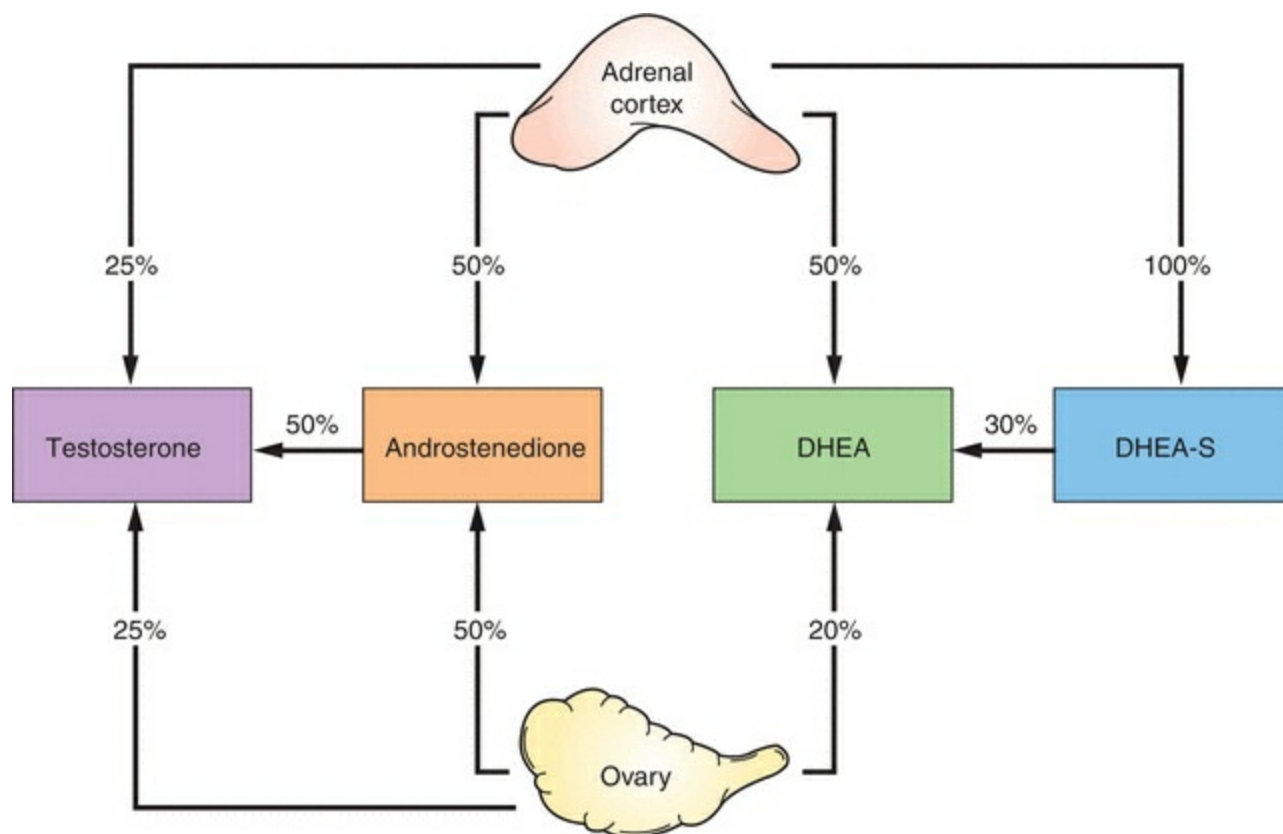 Adrenal
cortex
25%
50%
50%
100%
Testosterone
50%
Androstenedione
DHEA
30%
DHEA-S
25%
50%
20%
Ovary